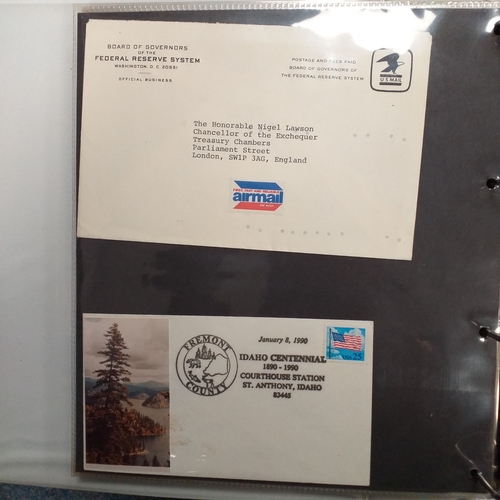 BOARD OF GOVERNORS
OF THE
FEDERAL RESERVE SYSTEM
WASHINGTON, D. C. 20551
OFFICIAL BUSINESS
POSTAGE AND FEES PAID
BOARD OF GOVERNORS OF
THE FEDERAL RESERVE SYSTEM
U.S.MAIL
The Honorable Nigel Lawson
Chancellor of the Exchequer
Treasury Chambers
Parliament Street
London, SW1P 3AG, England
airmail
FREMONT
COUNTY
January 8, 1990
IDAHO CENTENNIAL
1890 - 1990
COURTHOUSE STATION
ST. ANTHONY, IDAHO
83445
25